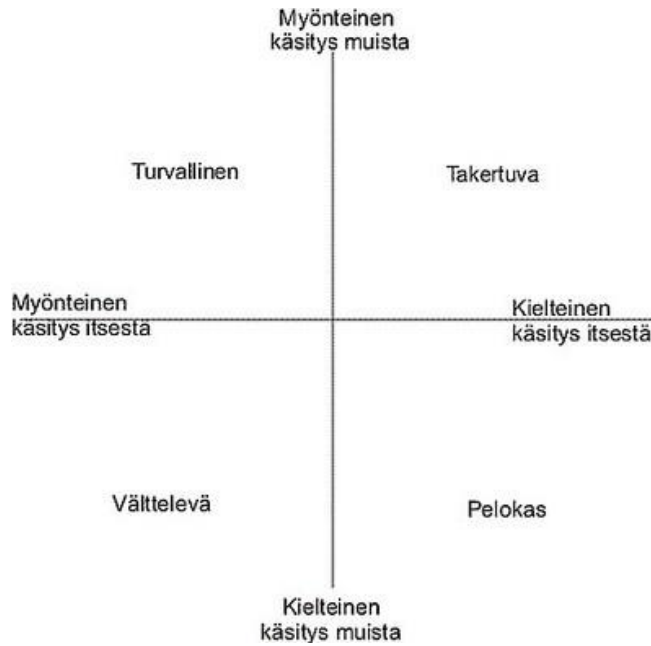 Myönteinen
käsitys muista
Turvallinen
Takertuva
Myönteinen
käsitys itsestä
Kielteinen
käsitys itsestä
Välttelevä
Pelokas
Kielteinen
käsitys muista